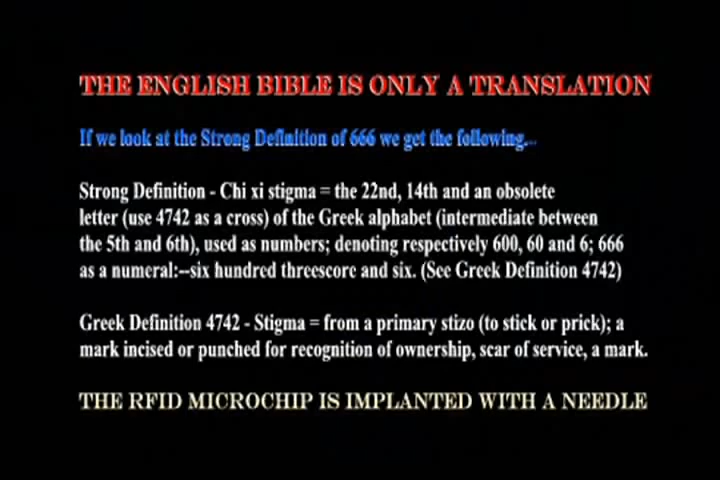 THE ENGLISH BIBLE IS ONLY A TRANSLATION
If we look at the Strong Definition of 666 we get the following...
Strong Definition - Chi xi stigma = the 22nd, 14th and an obsolete
letter (use 4742 as a cross) of the Greek alphabet (intermediate between
the 5th and 6th), used as numbers; denoting respectively 600, 60 and 6; 666
as a numeral:--six hundred threescore and six. (See Greek Definition 4742)
Greek Definition 4742 - Stigma = from a primary stizo (to stick or prick); a
mark incised or punched for recognition of ownership, scar of service, a mark.
THE RFID MICROCHIP IS IMPLANTED WITH A NEEDLE